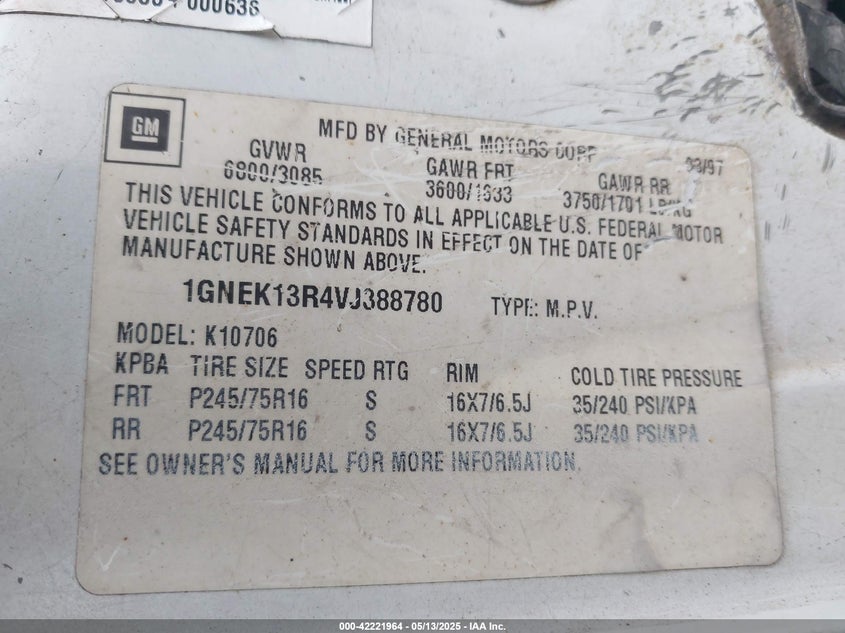 000636
GM
MFD BY GENERAL MOTORS CORP
GVWR GAWR FRT GAWR RR
6800/3085 3600/1633 3750/1701 LB/KG
THIS VEHICLE CONFORMS TO ALL APPLICABLE U.S. FEDERAL MOTOR
VEHICLE SAFETY STANDARDS IN EFFECT ON THE DATE OF
MANUFACTURE SHOWN ABOVE.
1GNEK13R4VJ388780 TYPE: M.P.V.
MODEL: K10706
KPBA TIRE SIZE SPEED RTG RIM COLD TIRE PRESSURE
FRT P245/75R16 S 16X7/6.5J 35/240 PSI/KPA
RR P245/75R16 S 16X7/6.5J 35/240 PSI/KPA
SEE OWNER'S MANUAL FOR MORE INFORMATION.
000-42221964 | 05/13/2025 | IAA Inc.